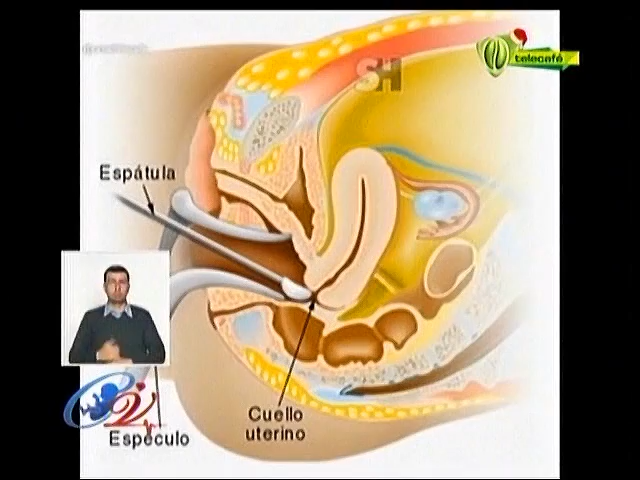 SH
telecafé
Espátula
Cuello
uterino
Espéculo